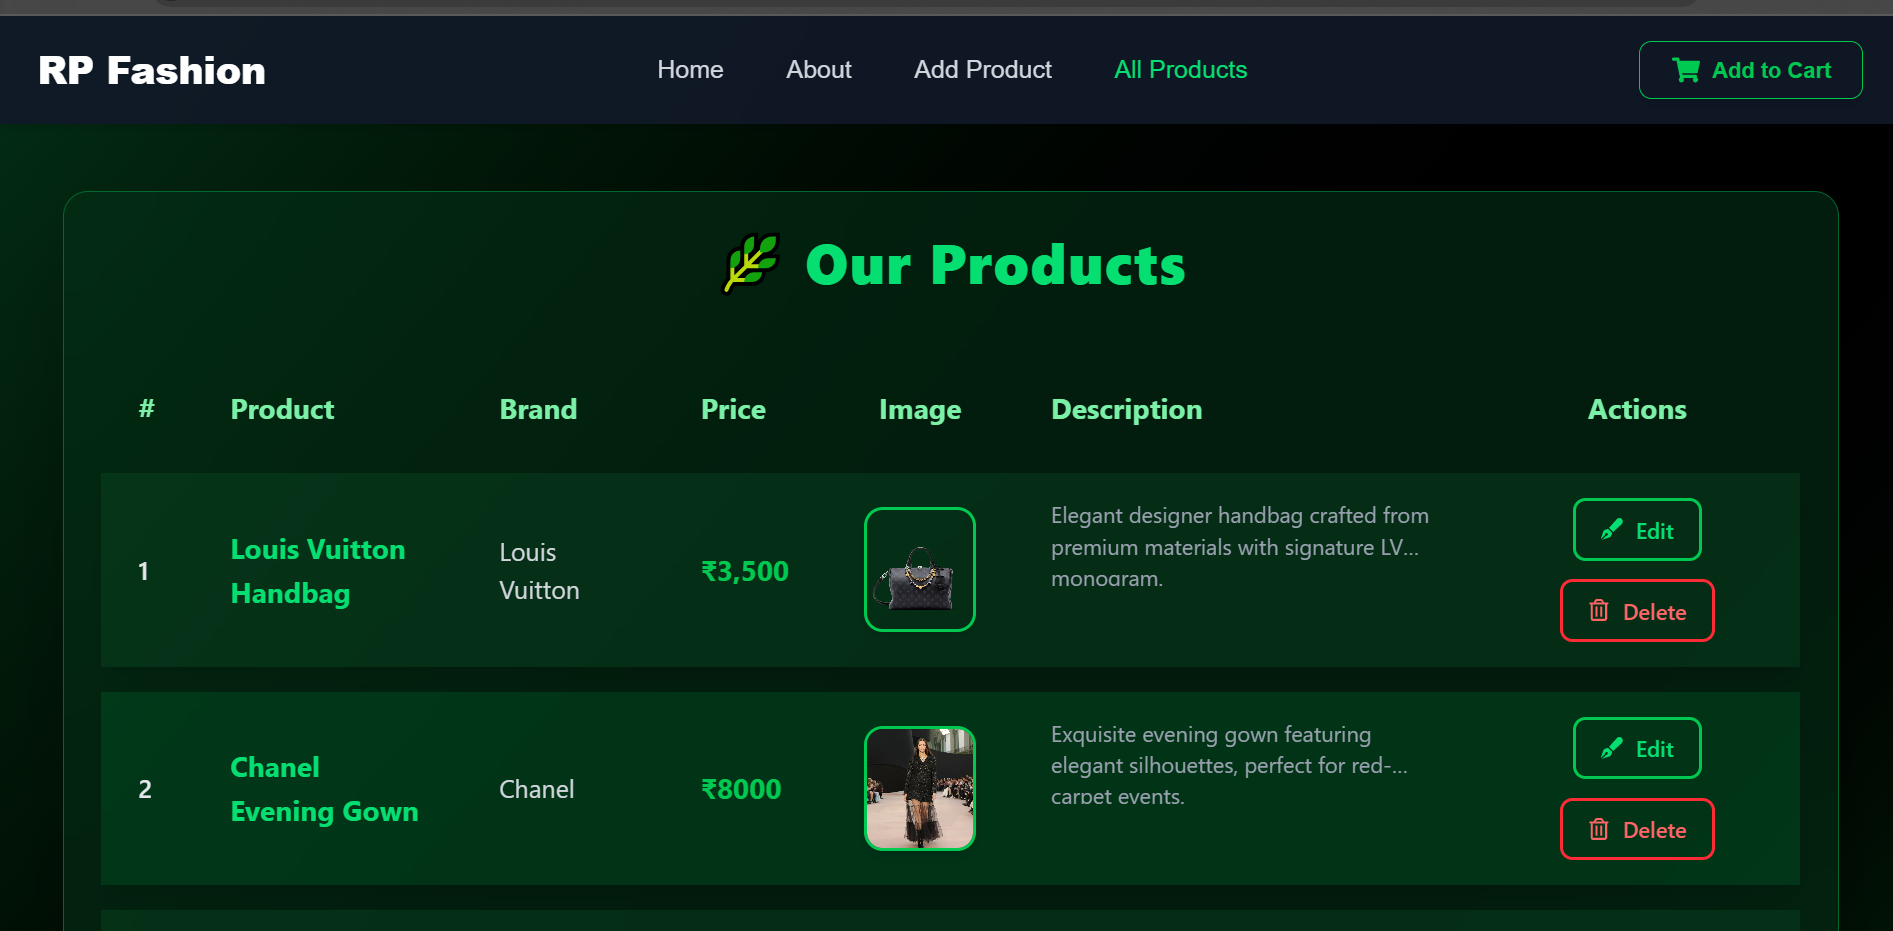 RP Fashion
Home
About
Add Product
All Products
Add to Cart
Our Products
#
Product
Brand
Price
Image
Description
Actions
1
Louis Vuitton
Handbag
Louis
Vuitton
₹3,500
Elegant designer handbag crafted from
premium materials with signature LV...
monogram.
Edit
Delete
2
Chanel
Evening Gown
Chanel
₹8000
Exquisite evening gown featuring
elegant silhouettes, perfect for red-...
carpet events.
Edit
Delete